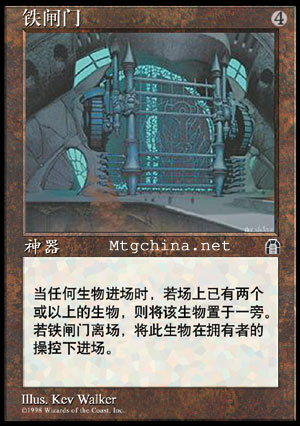 铁闸门 4
神器 Mtgchina.net
当任何生物进场时，若场上已有两个
或以上的生物，则将该生物置于一旁。
若铁闸门离场，将此生物在拥有者的
操控下进场。
Illus. Kev Walker
©1998 Wizards of the Coast, Inc.